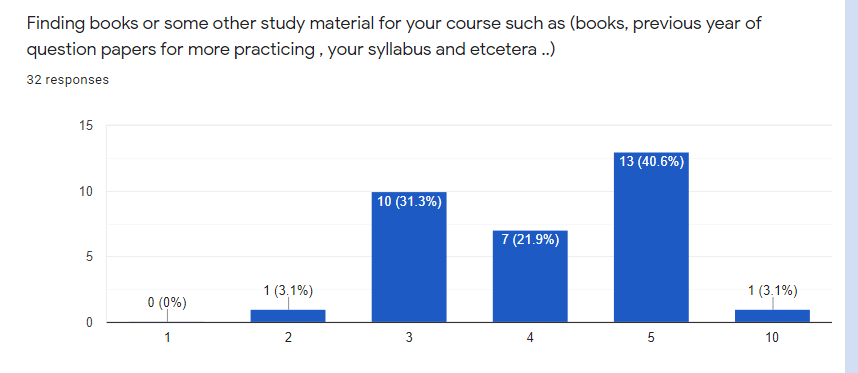 Finding books or some other study material for your course such as (books, previous year of
question papers for more practicing , your syllabus and etcetera ..)
32 responses
15
10
5
0
0 (0%)
1 (3.1%)
10 (31.3%)
7 (21.9%)
13 (40.6%)
1 (3.1%)
1 2 3 4 5 10